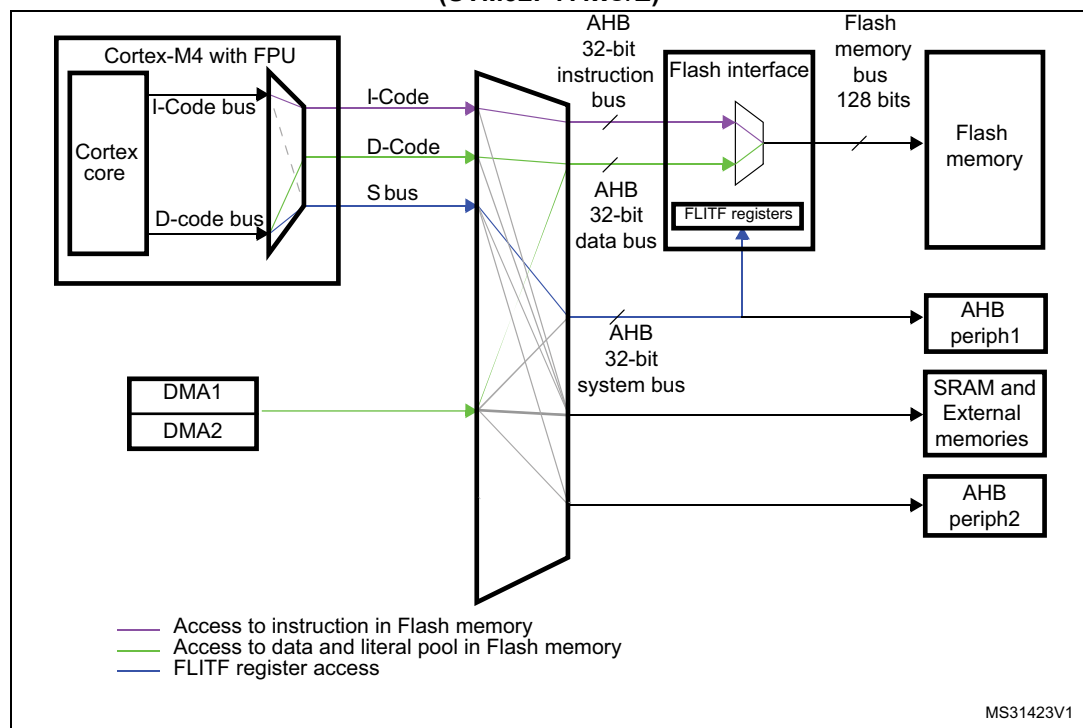 Cortex-M4 with FPU
I-Code bus
Cortex
core
D-code bus
I-Code
D-Code
S bus
AHB
32-bit
instruction
bus
AHB
32-bit
data bus
AHB
32-bit
system bus
Flash interface
FLITF registers
Flash
memory
bus
128 bits
Flash
memory
AHB
periph1
SRAM and
External
memories
AHB
periph2
DMA1
DMA2
Access to instruction in Flash memory
Access to data and literal pool in Flash memory
FLITF register access
MS31423V1